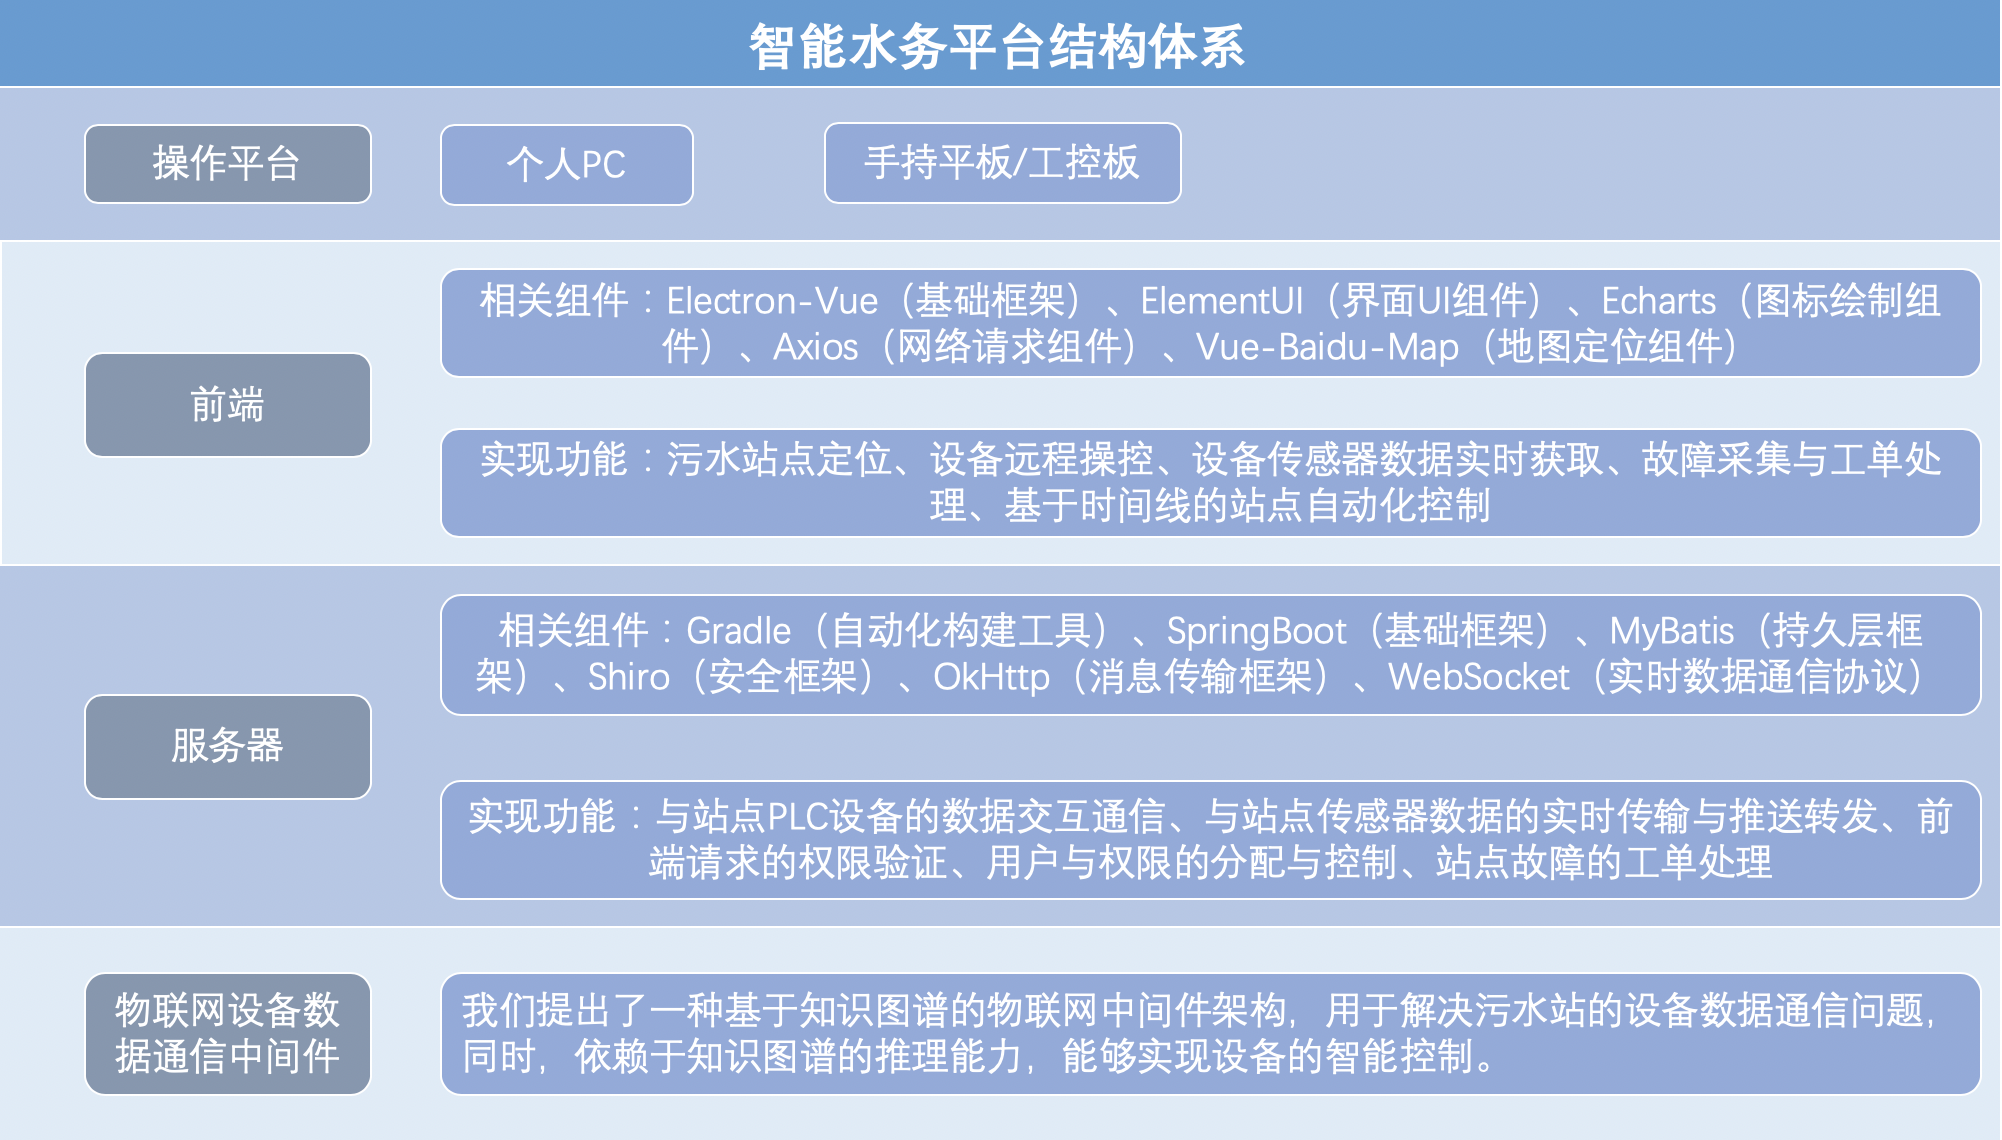 智能水务平台结构体系
操作平台
个人PC
手持平板/工控板
前端
相关组件：Electron-Vue（基础框架）、ElementUI（界面UI组件）、Echarts（图标绘制组
件）、Axios（网络请求组件）、Vue-Baidu-Map（地图定位组件）
实现功能：污水站点定位、设备远程操控、设备传感器数据实时获取、故障采集与工单处
理、基于时间线的站点自动化控制
服务器
相关组件：Gradle（自动化构建工具）、SpringBoot（基础框架）、MyBatis（持久层框
架）、Shiro（安全框架）、OkHttp（消息传输框架）、WebSocket（实时数据通信协议）
实现功能：与站点PLC设备的数据交互通信、与站点传感器数据的实时传输与推送转发、前
端请求的权限验证、用户与权限的分配与控制、站点故障的工单处理
物联网设备数
据通信中间件
我们提出了一种基于知识图谱的物联网中间件架构，用于解决污水站的设备数据通信问题，
同时，依赖于知识图谱的推理能力，能够实现设备的智能控制。